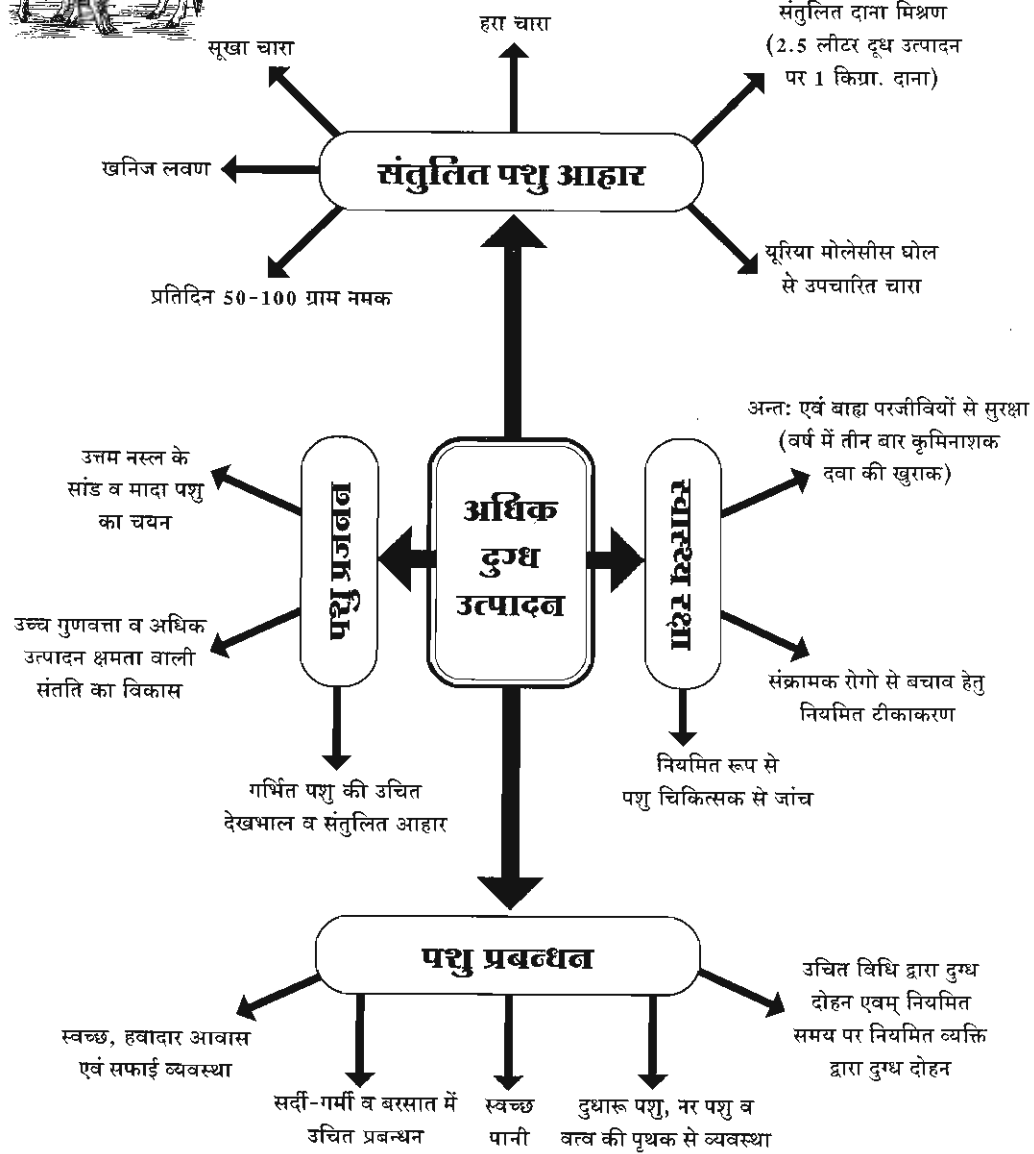 हरा चारा
संतुलित दाना मिश्रण
(2.5 लीटर दूध उत्पादन
पर 1 किग्रा. दाना)
सूखा चारा
खनिज लवण
संतुलित पशु आहार
प्रतिदिन 50-100 ग्राम नमक
यूरिया मोलेसीस घोल
से उपचारित चारा
अन्त: एवं बाह्य परजीवियों से सुरक्षा
(वर्ष में तीन बार कृमिनाशक
दवा की खुराक)
उत्तम नस्ल के
सांड व मादा पशु
का चयन
पशु प्रजनन
अधिक
दुग्ध
उत्पादन
स्वास्थ्य रक्षा
उच्च गुणवत्ता व अधिक
उत्पादन क्षमता वाली
संतति का विकास
संक्रामक रोगो से बचाव हेतु
नियमित टीकाकरण
गर्भित पशु की उचित
देखभाल व संतुलित आहार
नियमित रूप से
पशु चिकित्सक से जांच
पशु प्रबन्धन
स्वच्छ, हवादार आवास
एवं सफाई व्यवस्था
सर्दी-गर्मी व बरसात में
उचित प्रबन्धन
स्वच्छ
पानी
दुधारू पशु, नर पशु व
वत्व की पृथक से व्यवस्था
उचित विधि द्वारा दुग्ध
दोहन एवम् नियमित
समय पर नियमित व्यक्ति
द्वारा दुग्ध दोहन